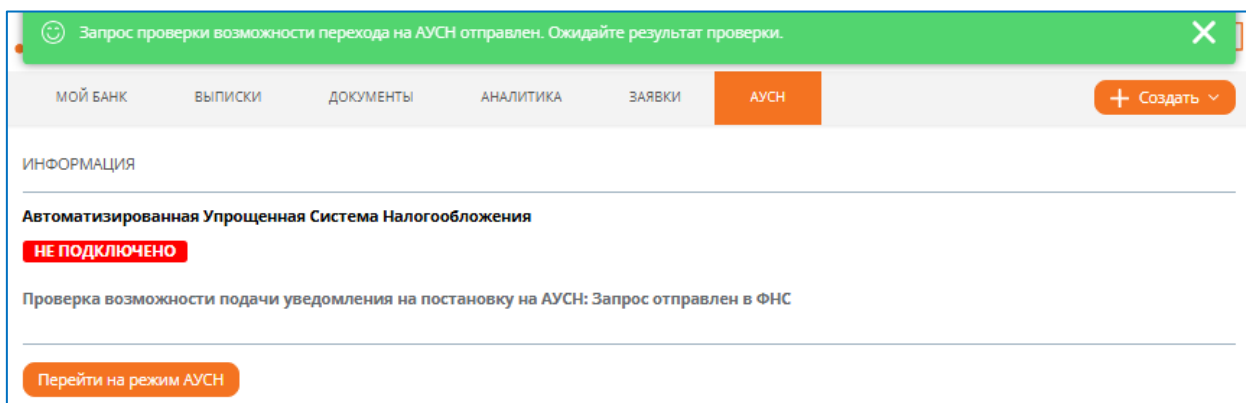 Запрос проверки возможности перехода на АУСН отправлен. Ожидайте результат проверки.
МОЙ БАНК ВЫПИСКИ ДОКУМЕНТЫ АНАЛИТИКА ЗАЯВКИ АУСН + Создать
ИНФОРМАЦИЯ
Автоматизированная Упрощенная Система Налогообложения
НЕ ПОДКЛЮЧЕНО
Проверка возможности подачи уведомления на постановку на АУСН: Запрос отправлен в ФНС
Перейти на режим АУСН